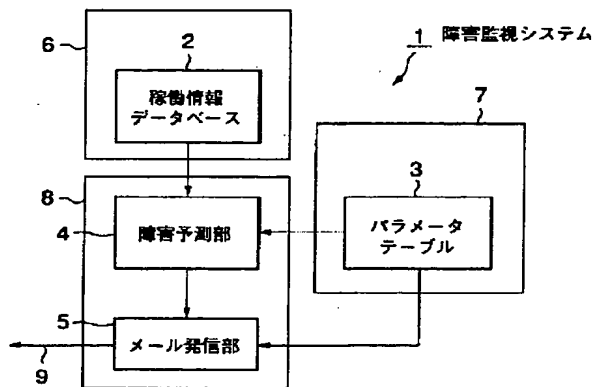 1 障害監視システム
2
6
稼働情報
データベース
7
3
8
パラメータ
テーブル
4
障害予測部
5
メール発信部
9